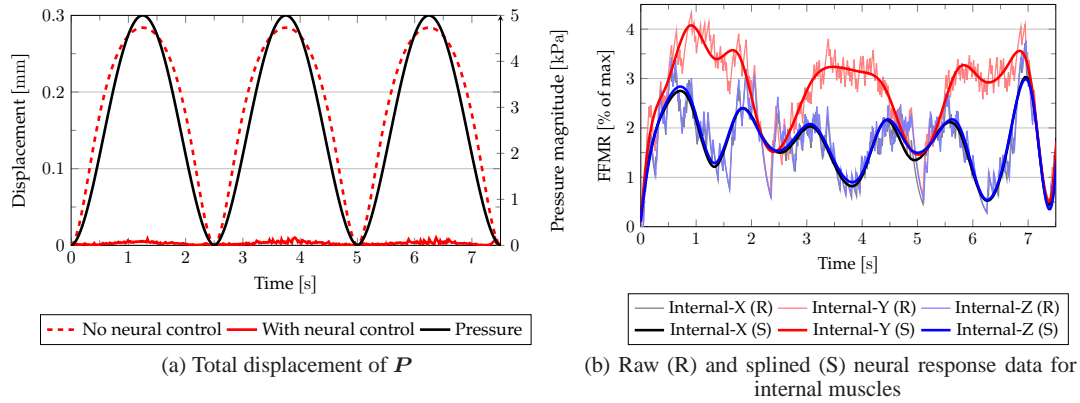 0.3
0.2
0.1
0
Displacement [mm]
5
4
3
2
1
0
Pressure magnitude [kPa]
0 1 2 3 4 5 6 7
Time [s]
No neural control With neural control Pressure
(a) Total displacement of P
4
3
2
1
0
FFMR [% of max]
0 1 2 3 4 5 6 7
Time [s]
Internal-X (R) Internal-Y (R) Internal-Z (R)
Internal-X (S) Internal-Y (S) Internal-Z (S)
(b) Raw (R) and splined (S) neural response data for
internal muscles